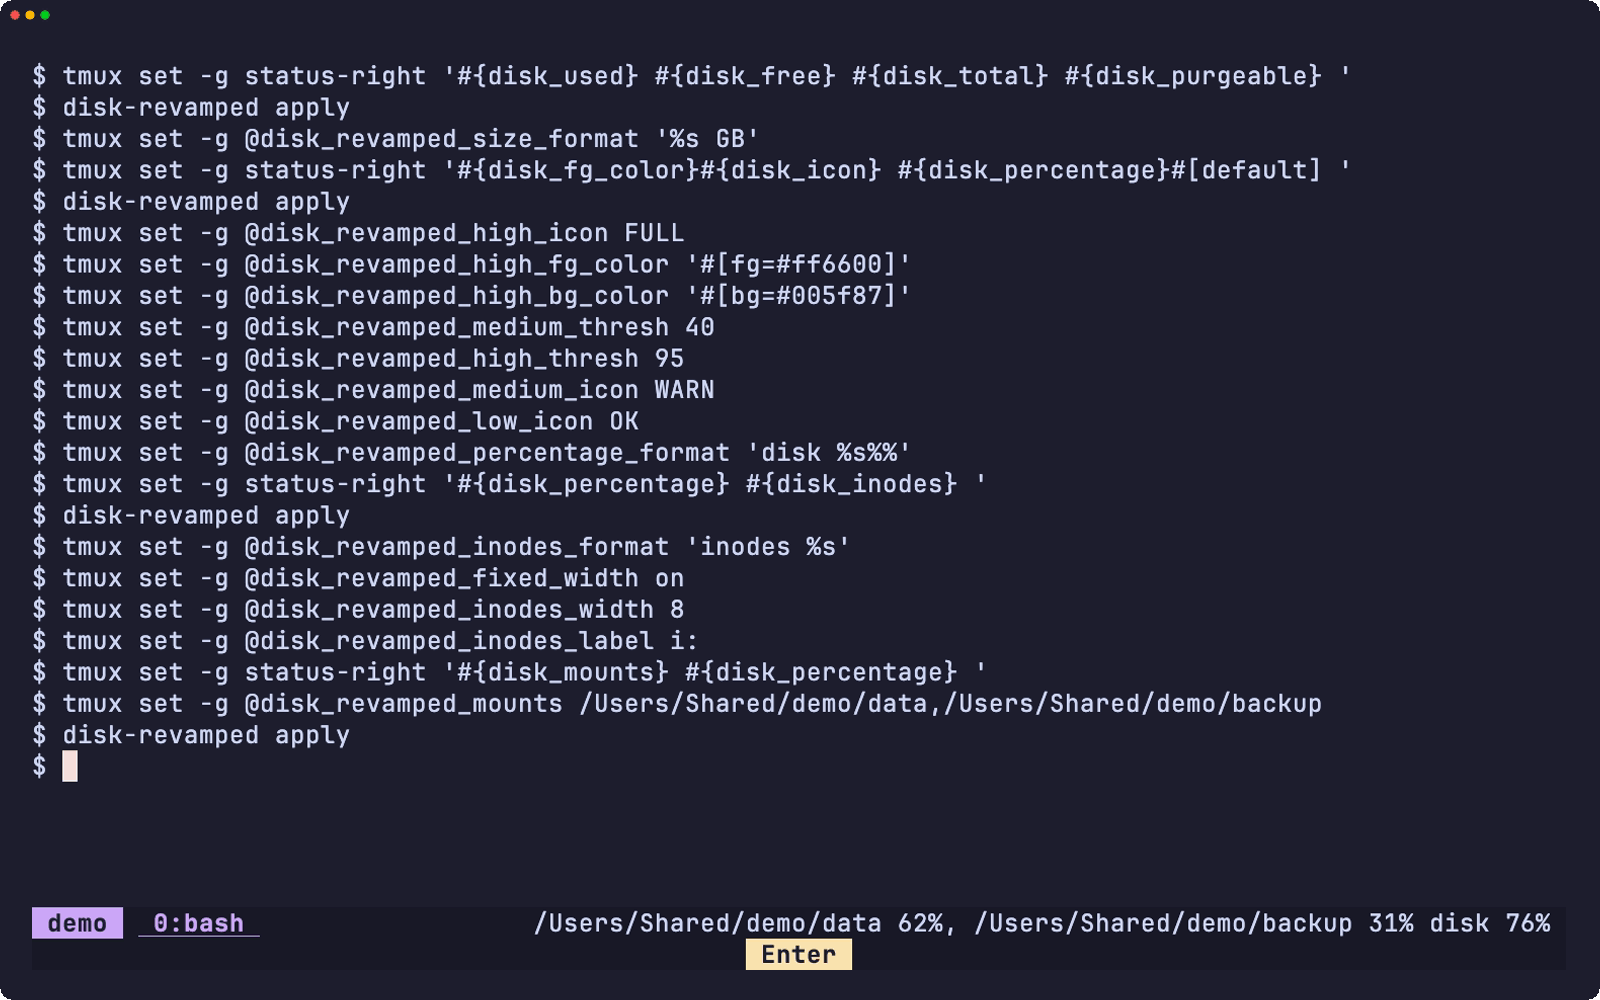 $ tmux set -g status-right '#{disk_used} #{disk_free} #{disk_total} #{disk_purgeable} '
$ disk-revamped apply
$ tmux set -g @disk_revamped_size_format '%s GB'
$ tmux set -g status-right '#{disk_fg_color}#{disk_icon} #{disk_percentage}#[default] '
$ disk-revamped apply
$ tmux set -g @disk_revamped_high_icon FULL
$ tmux set -g @disk_revamped_high_fg_color '#[fg=#ff6600]'
$ tmux set -g @disk_revamped_high_bg_color '#[bg=#005f87]'
$ tmux set -g @disk_revamped_medium_thresh 40
$ tmux set -g @disk_revamped_high_thresh 95
$ tmux set -g @disk_revamped_medium_icon WARN
$ tmux set -g @disk_revamped_low_icon OK
$ tmux set -g @disk_revamped_percentage_format 'disk %s%%'
$ tmux set -g status-right '#{disk_percentage} #{disk_inodes} '
$ disk-revamped apply
$ tmux set -g @disk_revamped_inodes_format 'inodes %s'
$ tmux set -g @disk_revamped_fixed_width on
$ tmux set -g @disk_revamped_inodes_width 8
$ tmux set -g @disk_revamped_inodes_label i:
$ tmux set -g status-right '#{disk_mounts} #{disk_percentage} '
$ tmux set -g @disk_revamped_mounts /Users/Shared/demo/data,/Users/Shared/demo/backup
$ disk-revamped apply
$
demo 0:bash /Users/Shared/demo/data 62%, /Users/Shared/demo/backup 31% disk 76%
Enter